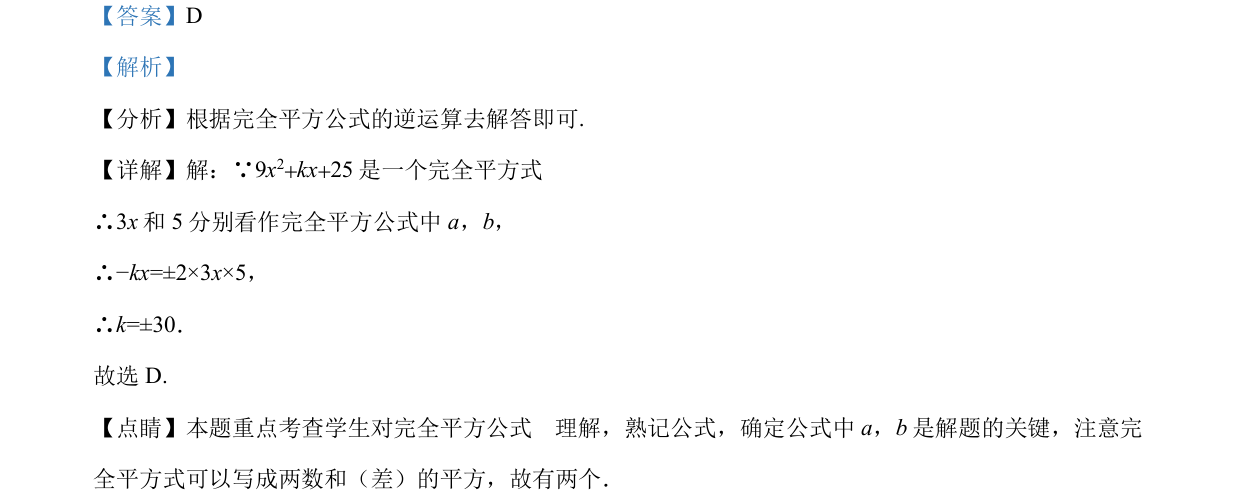 【答案】D
【解析】
【分析】根据完全平方公式的逆运算去解答即可.
【详解】解：∵9x²+kx+25是一个完全平方式
∴3x和5分别看作完全平方公式中a，b，
∴−kx=±2×3x×5，
∴k=±30．
故选D.
【点睛】本题重点考查学生对完全平方公式 理解，熟记公式，确定公式中a，b是解题的关键，注意完
全平方式可以写成两数和（差）的平方，故有两个．